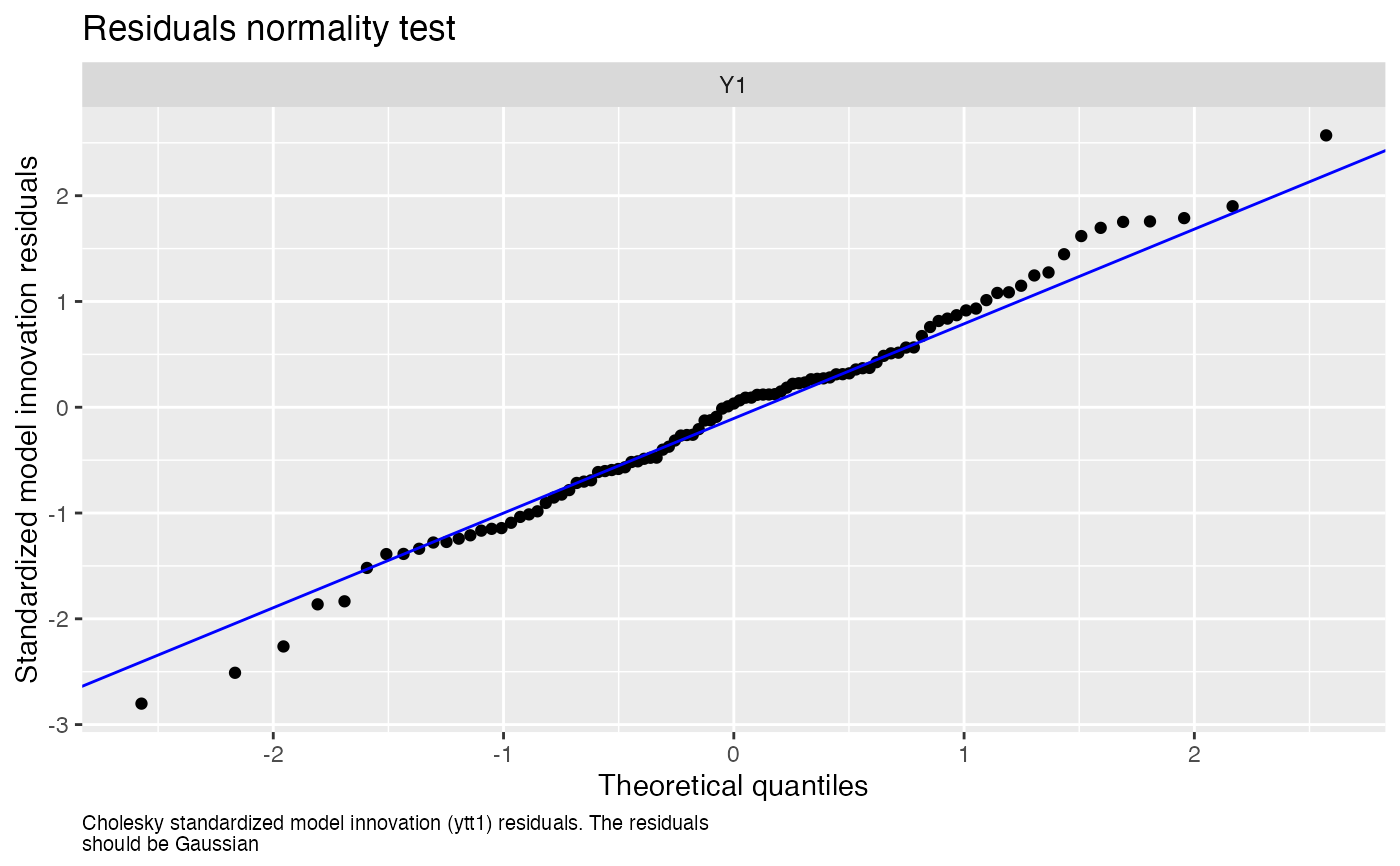 Residuals normality test
Y1
Standardized model innovation residuals
2
1
0
-1
-2
-3
-2
-1
0
1
2
Theoretical quantiles
Cholesky standardized model innovation (ytt1) residuals. The residuals
should be Gaussian